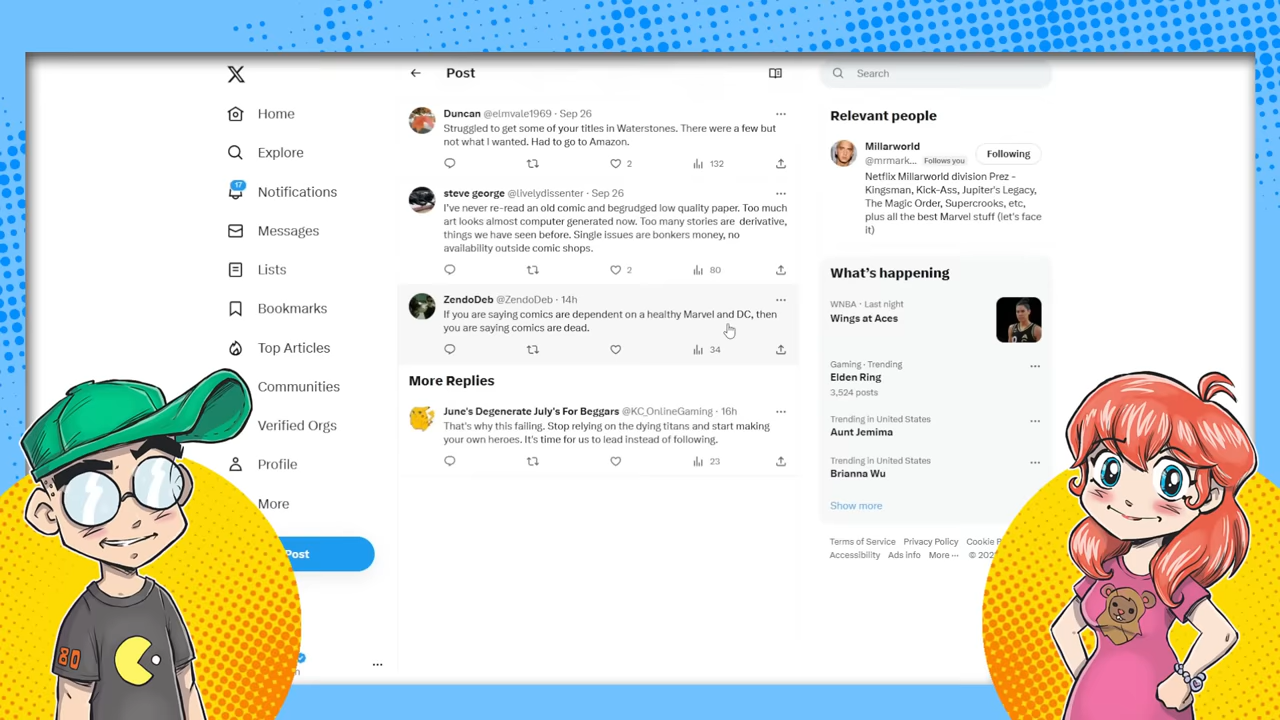 Home
Explore
17
Notifications
Messages
Lists
Bookmarks
Top Articles
Communities
Verified Orgs
Profile
More
Post
Post
Duncan @elmvale1969 · Sep 26
Struggled to get some of your titles in Waterstones. There were a few but
not what I wanted. Had to go to Amazon.
2
132
steve george @livelydissenter · Sep 26
I've never re-read an old comic and begrudged low quality paper. Too much
art looks almost computer generated now. Too many stories are derivative,
things we have seen before. Single issues are bonkers money, no
availability outside comic shops.
2
80
ZendoDeb @ZendoDeb · 14h
If you are saying comics are dependent on a healthy Marvel and DC, then
you are saying comics are dead.
34
More Replies
June's Degenerate July's For Beggars @KC_OnlineGaming · 16h
That's why this failing. Stop relying on the dying titans and start making
your own heroes. It's time for us to lead instead of following.
23
Search
Relevant people
Millarworld
@mrmark... Follows you
Following
Netflix Millarworld division Prez -
Kingsman, Kick-Ass, Jupiter's Legacy,
The Magic Order, Supercrooks, etc,
plus all the best Marvel stuff (let's face
it)
What's happening
WNBA · Last night
Wings at Aces
Gaming · Trending
Elden Ring
3,524 posts
Trending in United States
Aunt Jemima
Trending in United States
Brianna Wu
Show more
Terms of Service Privacy Policy Cookie P
Accessibility Ads info More ··· © 202
80